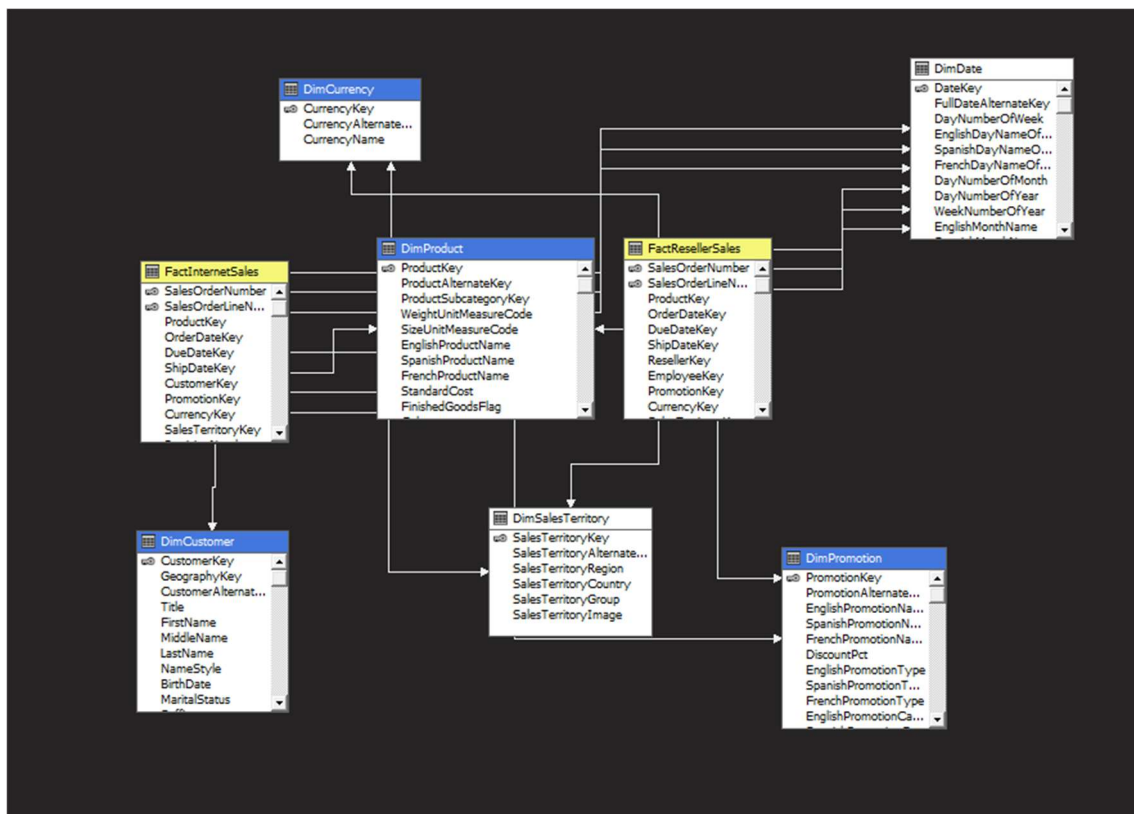 DimCurrency
CurrencyKey
CurrencyAlternate...
CurrencyName
DimDate
DateKey
FullDateAlternateKey
DayNumberOfWeek
EnglishDayNameOf...
SpanishDayNameO...
FrenchDayNameOf...
DayNumberOfMonth
DayNumberOfYear
WeekNumberOfYear
EnglishMonthName
FactInternetSales
SalesOrderNumber
SalesOrderLineN...
ProductKey
OrderDateKey
DueDateKey
ShipDateKey
CustomerKey
PromotionKey
CurrencyKey
SalesTerritoryKey
DimProduct
ProductKey
ProductAlternateKey
ProductSubcategoryKey
WeightUnitMeasureCode
SizeUnitMeasureCode
EnglishProductName
SpanishProductName
FrenchProductName
StandardCost
FinishedGoodsFlag
FactResellerSales
SalesOrderNumber
SalesOrderLineN...
ProductKey
OrderDateKey
DueDateKey
ShipDateKey
ResellerKey
EmployeeKey
PromotionKey
CurrencyKey
DimCustomer
CustomerKey
GeographyKey
CustomerAlternat...
Title
FirstName
MiddleName
LastName
NameStyle
BirthDate
MaritalStatus
DimSalesTerritory
SalesTerritoryKey
SalesTerritoryAlternate...
SalesTerritoryRegion
SalesTerritoryCountry
SalesTerritoryGroup
SalesTerritoryImage
DimPromotion
PromotionKey
PromotionAlternate...
EnglishPromotionNa...
SpanishPromotionN...
FrenchPromotionNa...
DiscountPct
EnglishPromotionType
SpanishPromotionT...
FrenchPromotionType
EnglishPromotionCa...